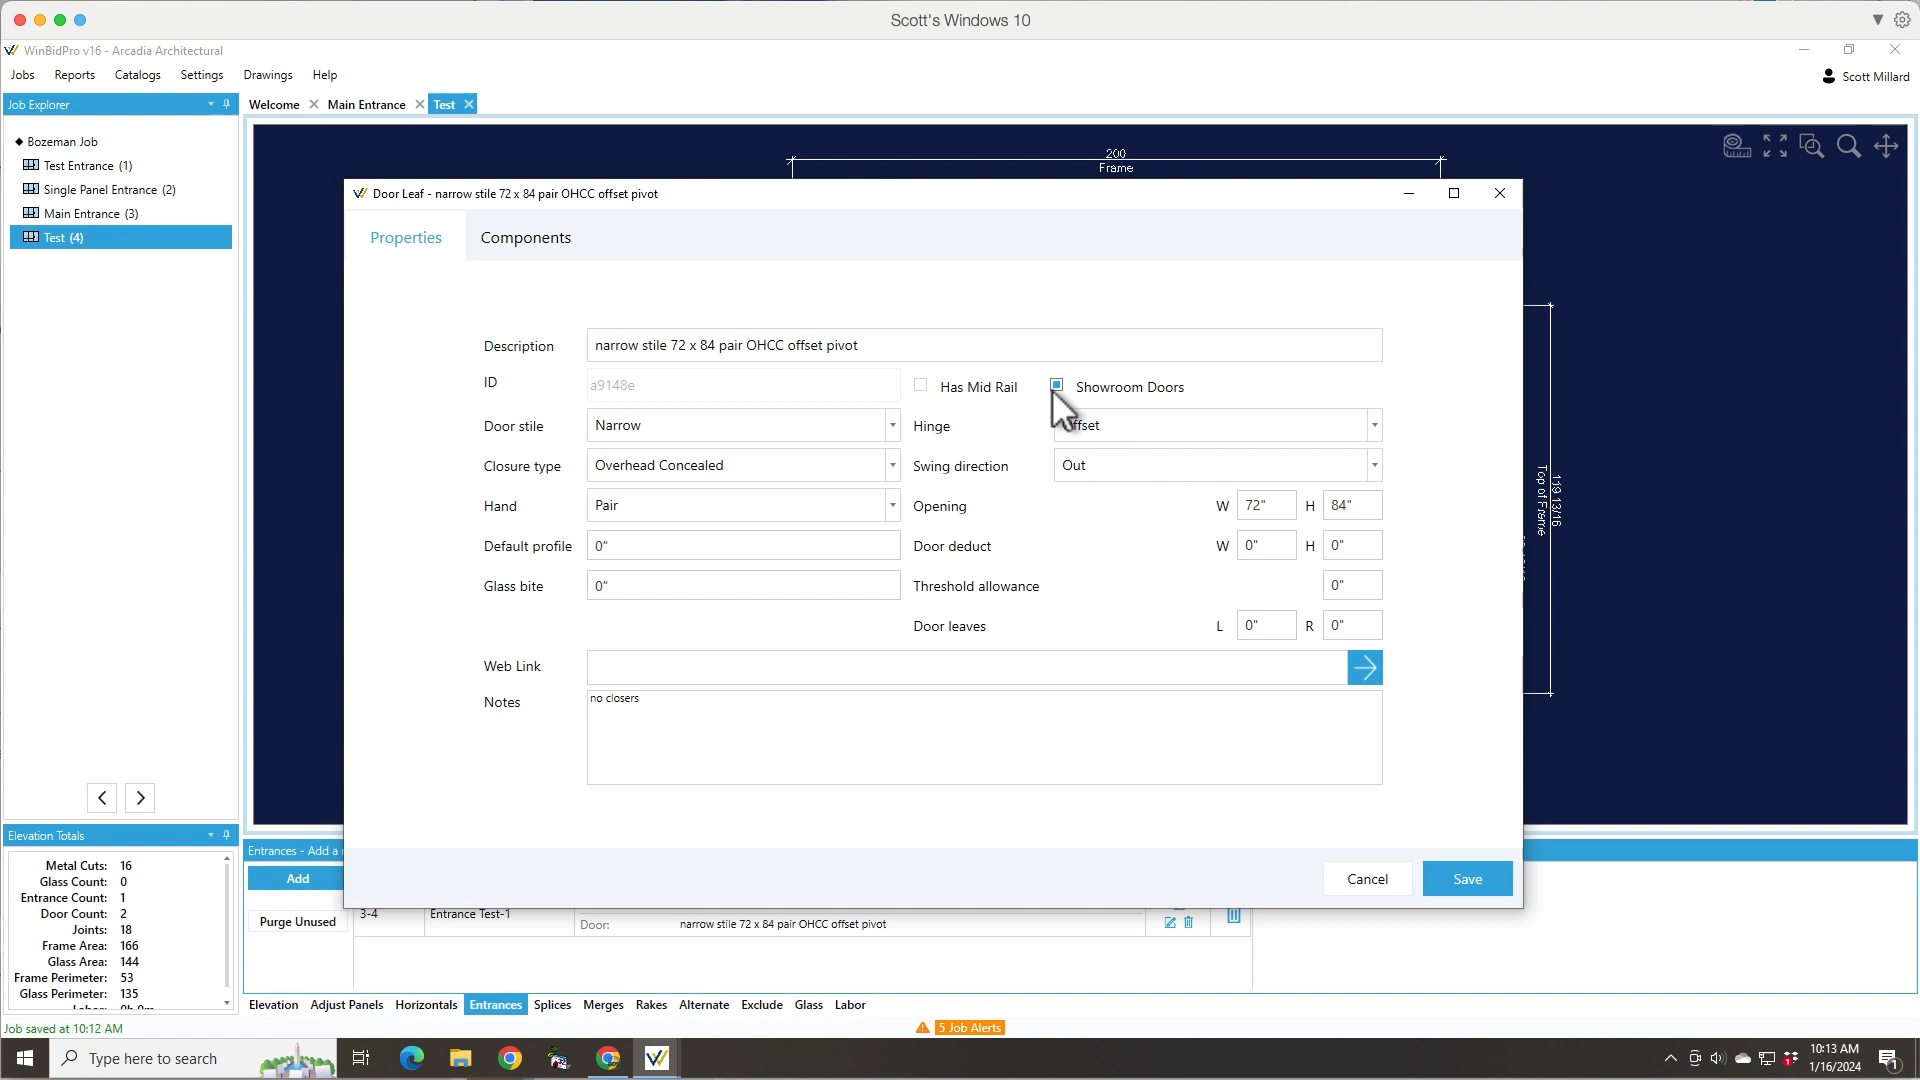 Scott's Windows 10
WinBidPro v16 - Arcadia Architectural
Jobs Reports Catalogs Settings Drawings Help
Scott Millard
Job Explorer
Welcome Main Entrance Test
Bozeman Job
Test Entrance (1)
Single Panel Entrance (2)
Main Entrance (3)
Test (4)
200
Frame
Door Leaf - narrow stile 72 x 84 pair OHCC offset pivot
Properties Components
Description narrow stile 72 x 84 pair OHCC offset pivot
ID a9148e Has Mid Rail Showroom Doors
Door stile Narrow Hinge ffset
Closure type Overhead Concealed Swing direction Out
Hand Pair Opening W 72" H 84"
Default profile 0" Door deduct W 0" H 0"
Glass bite 0" Threshold allowance 0"
Door leaves L 0" R 0"
Web Link
Notes no closers
Cancel Save
119 13/16
Top of Frame
Elevation Totals
Metal Cuts: 16
Glass Count: 0
Entrance Count: 1
Door Count: 2
Joints: 18
Frame Area: 166
Glass Area: 144
Frame Perimeter: 53
Glass Perimeter: 135
Entrances - Add a
Add
Purge Unused
3-4 Entrance Test-1
Door: narrow stile 72 x 84 pair OHCC offset pivot
Elevation Adjust Panels Horizontals Entrances Splices Merges Rakes Alternate Exclude Glass Labor
Job saved at 10:12 AM
5 Job Alerts
Type here to search
10:13 AM
1/16/2024
1
1